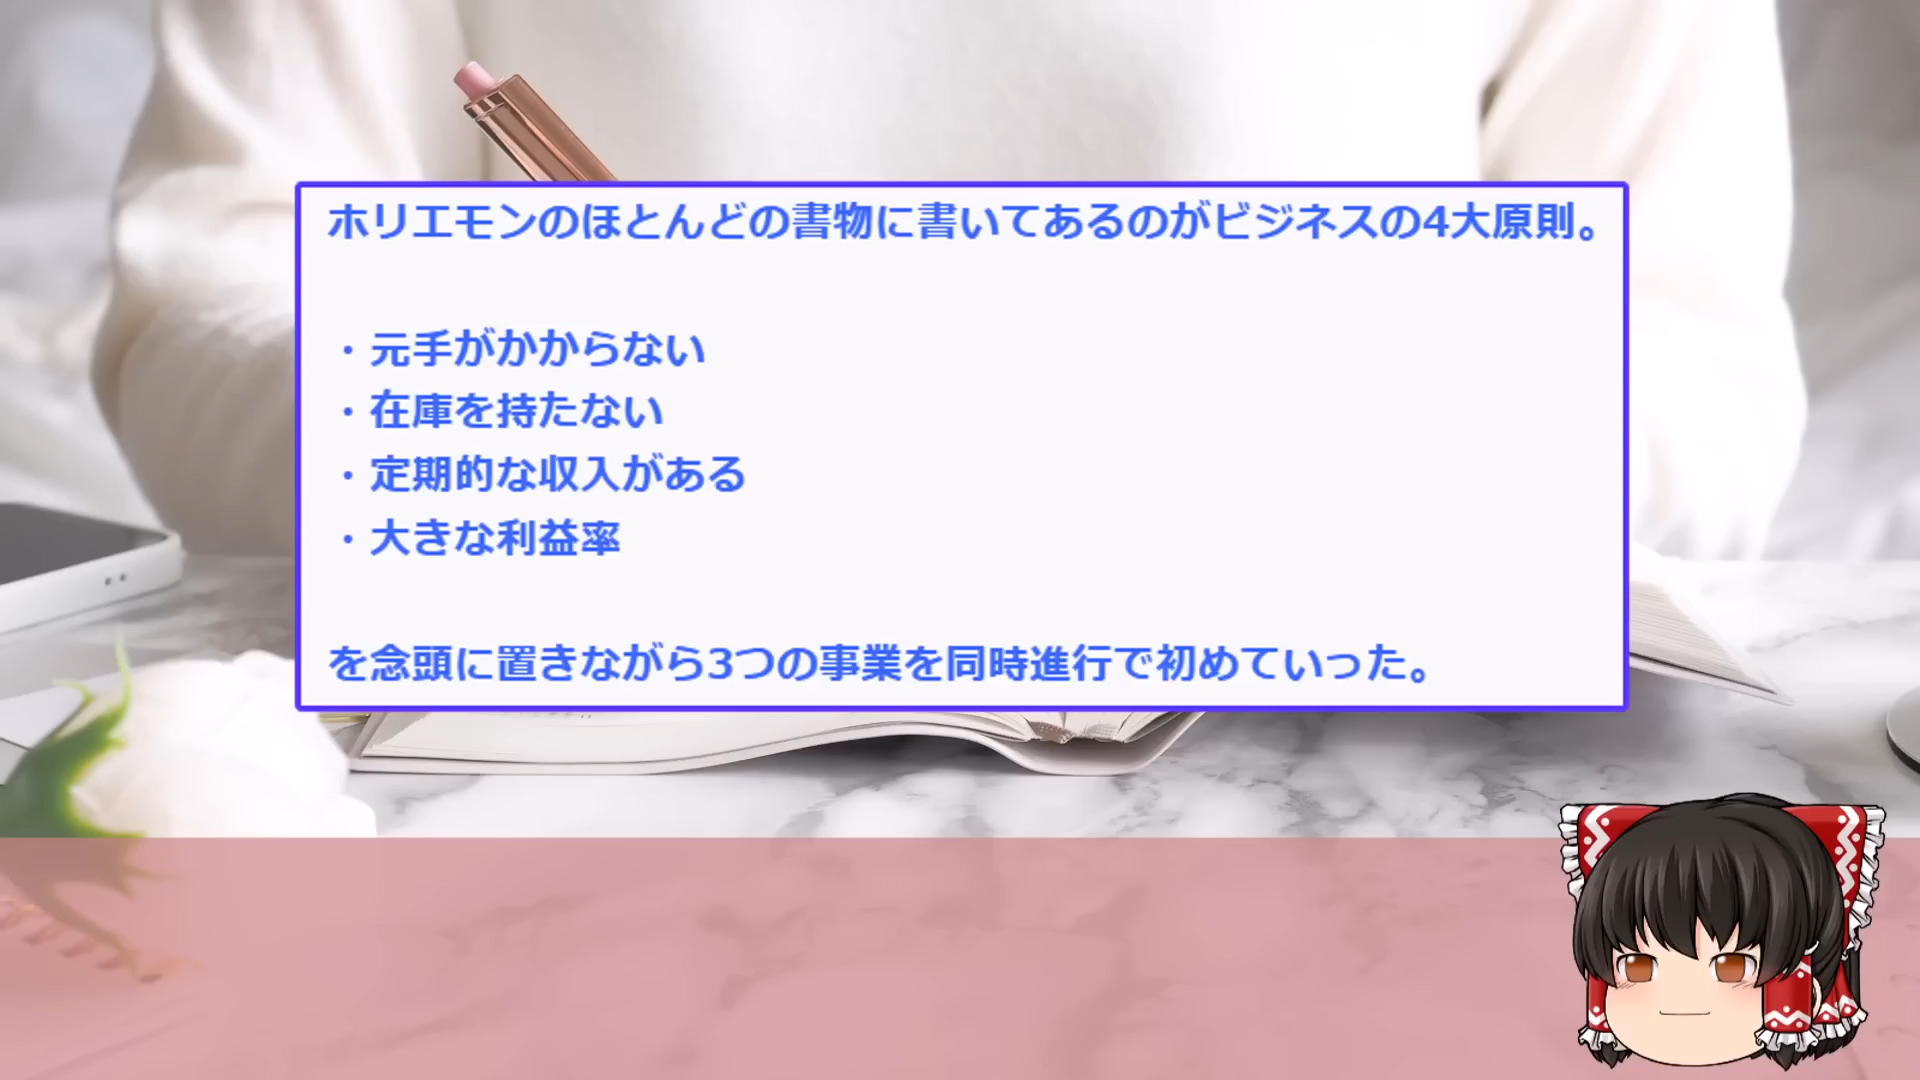 ホリエモンのほとんどの書物に書いてあるのがビジネスの4大原則。
・元手がかからない
・在庫を持たない
・定期的な収入がある
・大きな利益率
を念頭に置きながら3つの事業を同時進行で初めていった。